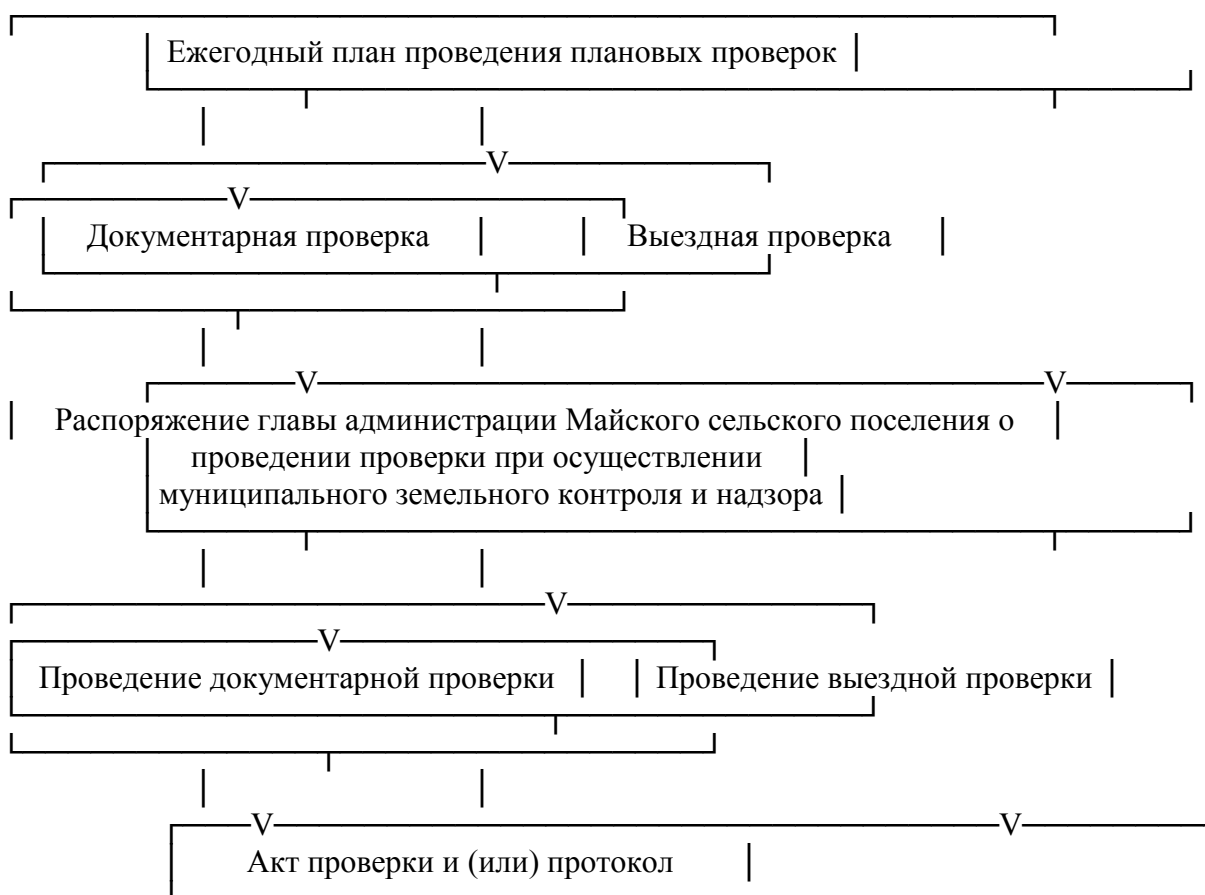 Ежегодный план проведения плановых проверок
V
V
Документарная проверка Выездная проверка
V V
Распоряжение главы администрации Майского сельского поселения о
проведении проверки при осуществлении
муниципального земельного контроля и надзора
V
V
Проведение документарной проверки Проведение выездной проверки
V V
Акт проверки и (или) протокол